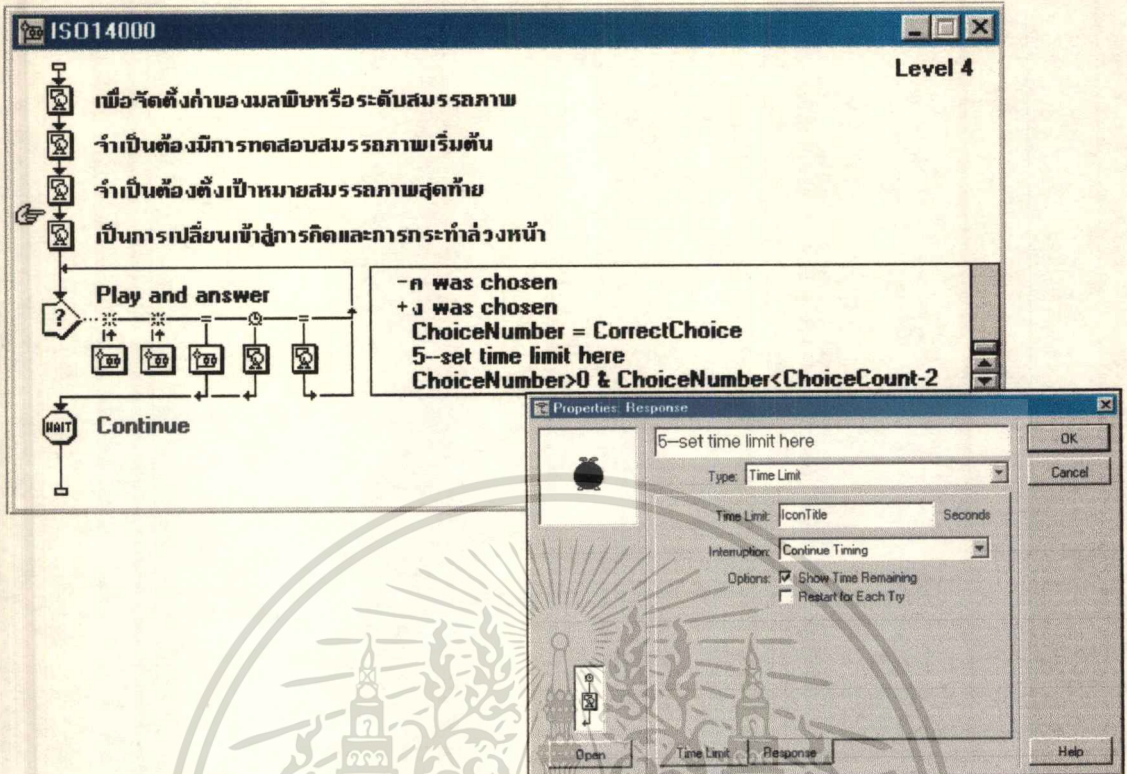 ISO14000
Level 4
เพื่อจัดตั้งค่าของมลพิษหรือระดับสมรรถภาพ
จำเป็นต้องมีการทดสอบสมรรถภาพเริ่มต้น
จำเป็นต้องตั้งเป้าหมายสมรรถภาพสุดท้าย
เป็นการเปลี่ยนเข้าสู่การคิดและการกระทำล่วงหน้า
Play and answer
-ค was chosen
+ง was chosen
ChoiceNumber = CorrectChoice
5--set time limit here
ChoiceNumber>0 & ChoiceNumber<ChoiceCount-2
WAIT
Continue
Properties: Response
5--set time limit here
OK
Type: Time Limit
Cancel
Time Limit: IconTitle Seconds
Interruption: Continue Timing
Options: Show Time Remaining
Restart for Each Try
Open
Time Limit Response
Help